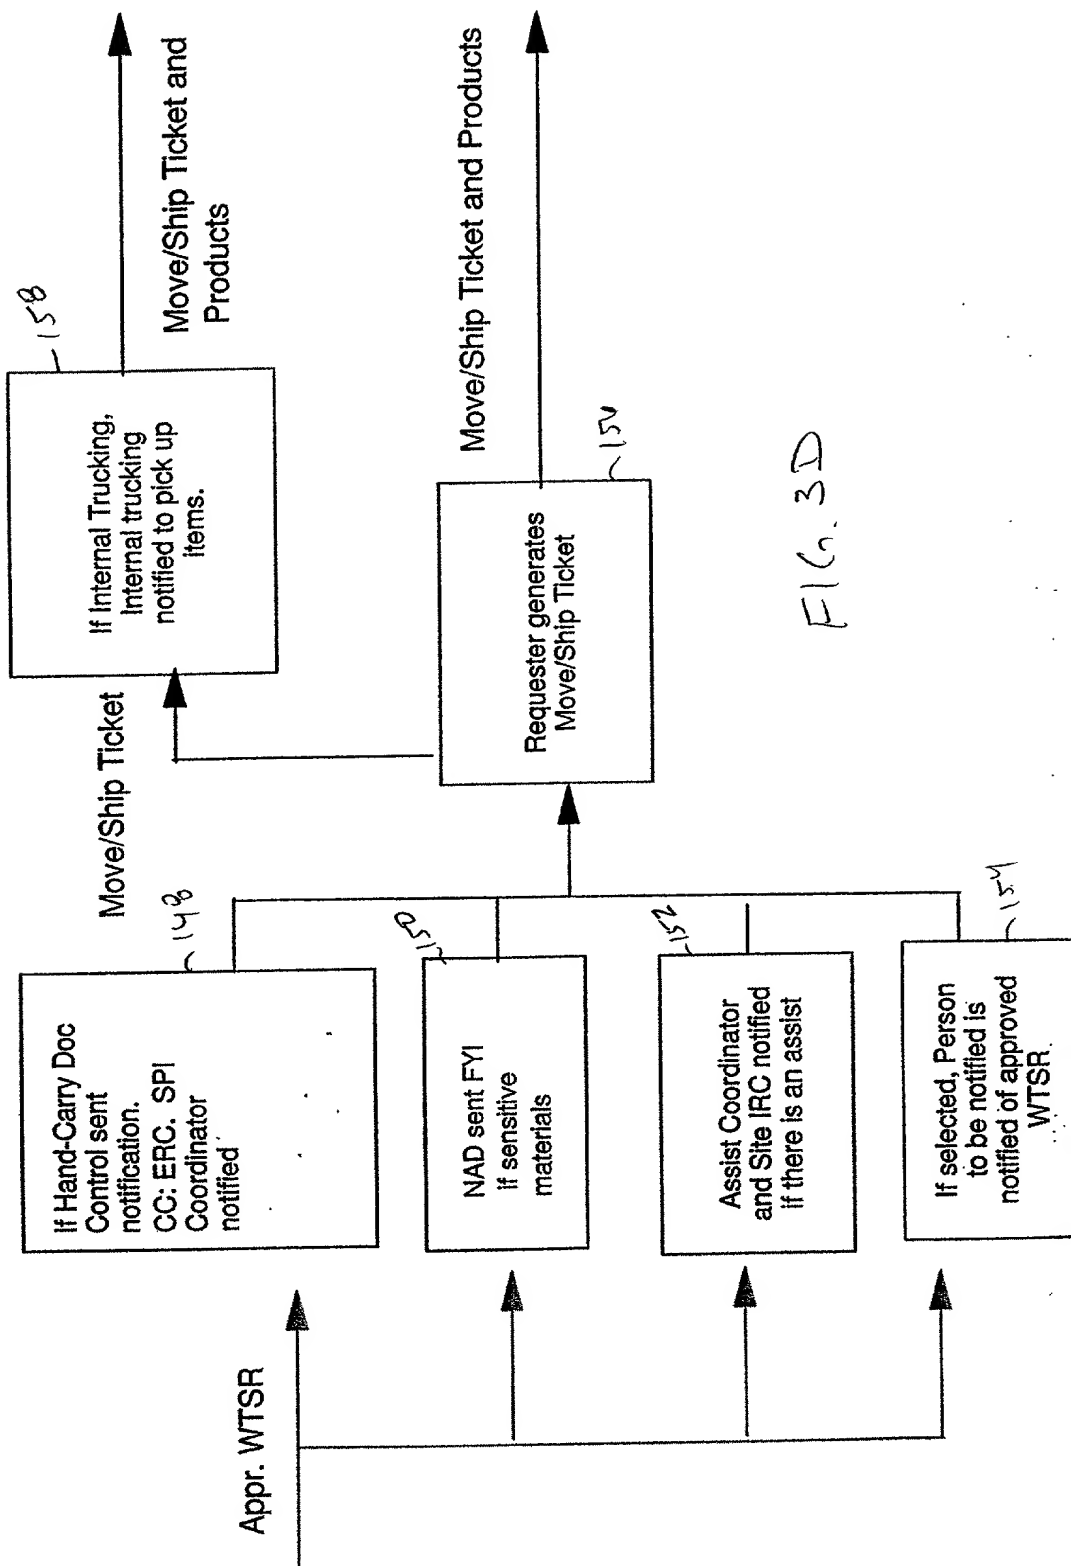 Appr. WTSR
If Hand-Carry Doc
Control sent
notification.
CC: ERC. SPI
Coordinator
notified
148
NAD sent FYI
if sensitive
materials
150
Assist Coordinator
and Site IRC notified
if there is an assist
152
If selected, Person
to be notified is
notified of approved
WTSR.
154
Move/Ship Ticket
Requester generates
Move/Ship Ticket
If Internal Trucking,
Internal trucking
notified to pick up
items.
158
Move/Ship Ticket and
Products
Move/Ship Ticket and Products
FIG. 3D